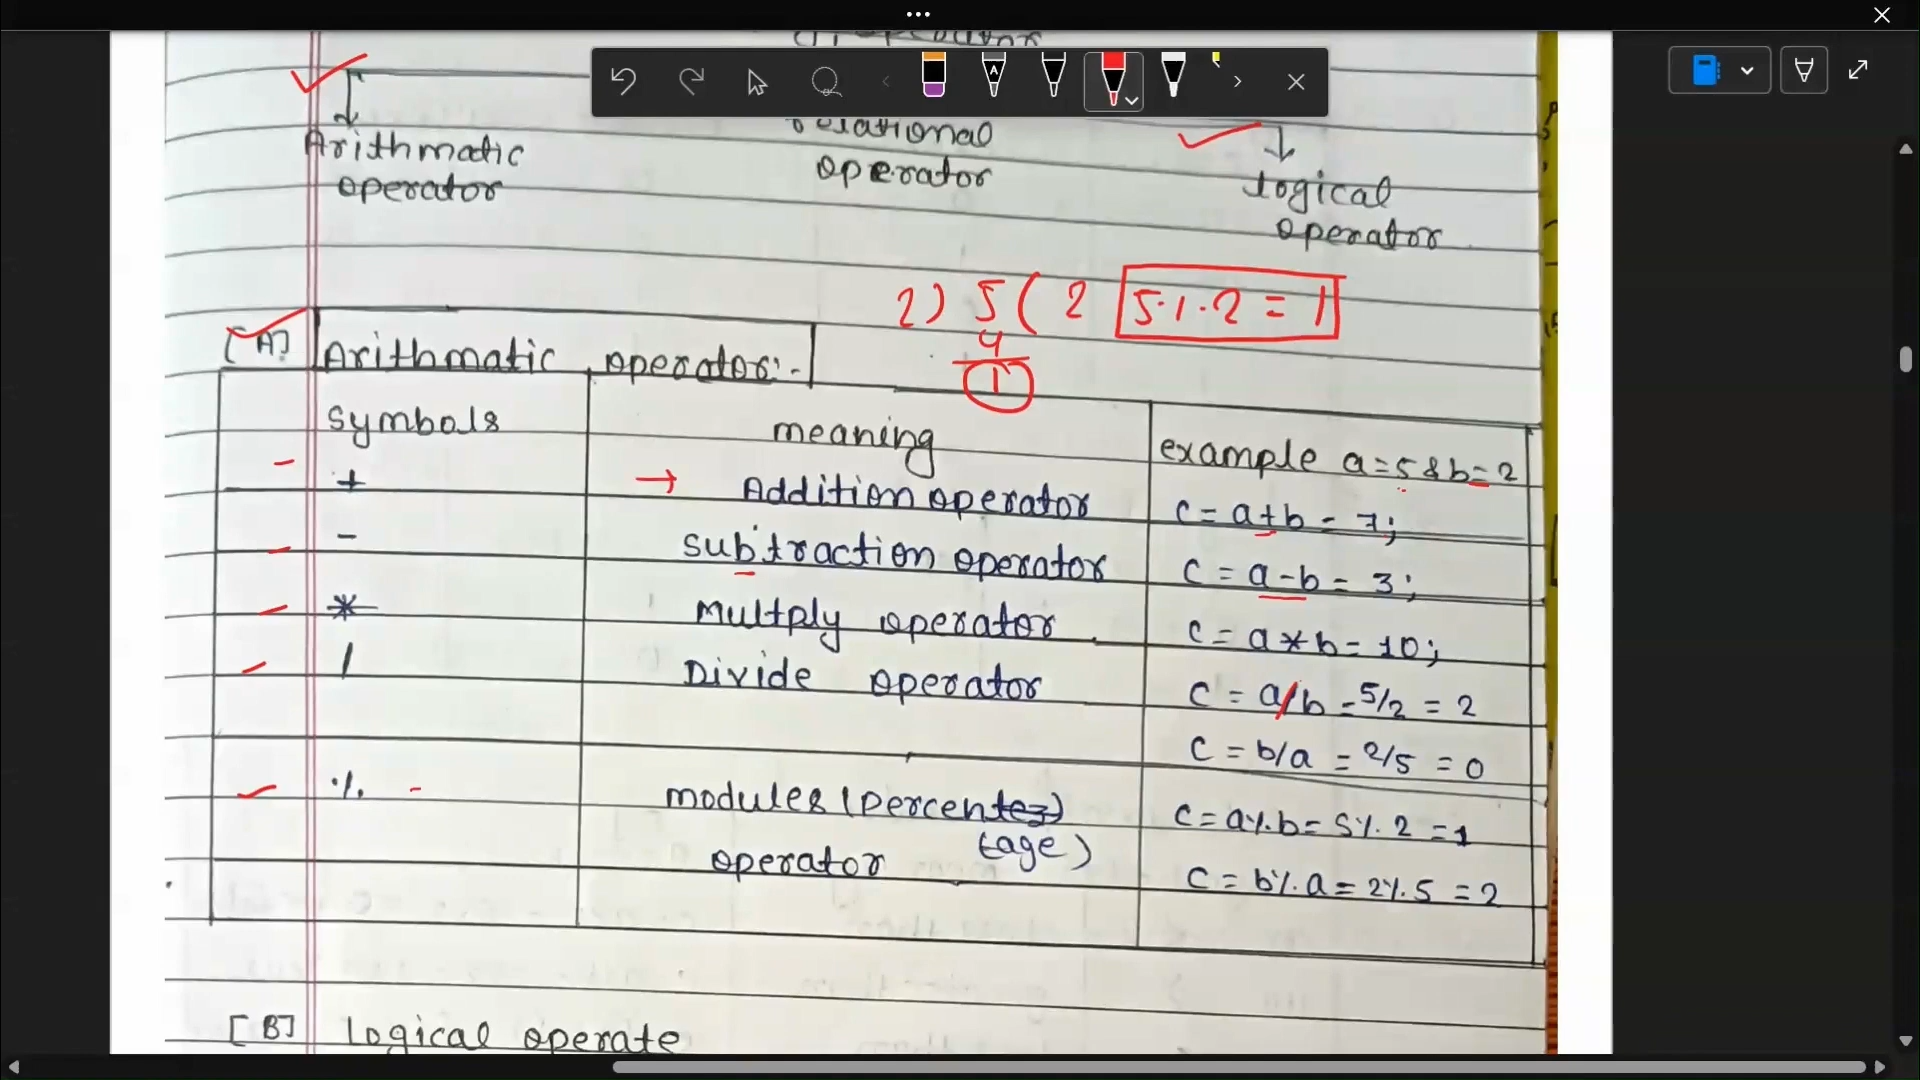 Arithmatic
operator
relational
operator
logical
operator
2) 5 ( 2 5·/·2 = 1
4
1
[A] Arithmatic operator:-
symbols meaning example a=5 & b=2
+ → Addition operator c = a+b = 7;
- subtraction operator c = a-b = 3;
* multply operator c = a*b = 10;
/ Divide operator c = a/b = 5/2 = 2
c = b/a = 2/5 = 0
·/. - modules (percent
tage)
operator
c = a·/.b = 5·/. 2 = 1
c = b·/. a = 2·/. 5 = 2
[B] logical operate